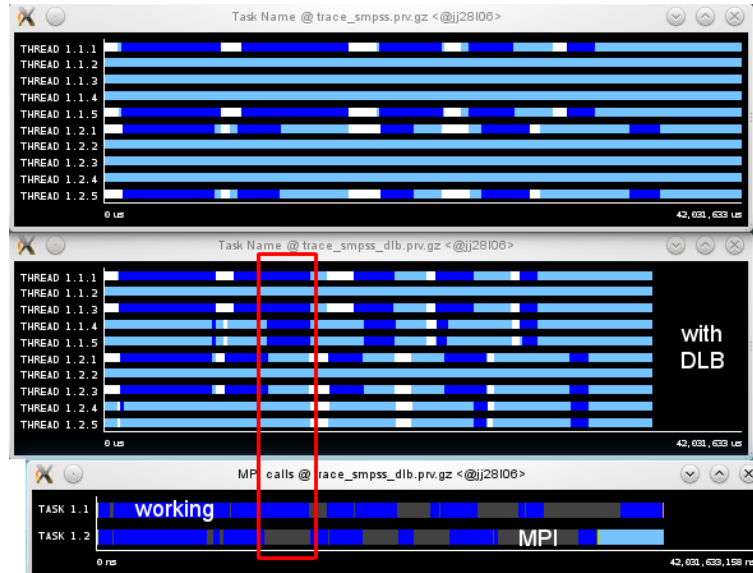 Task Name @ trace_smpss.prv.gz <@jj28l06>
THREAD 1.1.1
THREAD 1.1.2
THREAD 1.1.3
THREAD 1.1.4
THREAD 1.1.5
THREAD 1.2.1
THREAD 1.2.2
THREAD 1.2.3
THREAD 1.2.4
THREAD 1.2.5
0 us 42,031,633 us
Task Name @ trace_smpss_dlb.prv.gz <@jj28l06>
THREAD 1.1.1
THREAD 1.1.2
THREAD 1.1.3
THREAD 1.1.4
THREAD 1.1.5
THREAD 1.2.1
THREAD 1.2.2
THREAD 1.2.3
THREAD 1.2.4
THREAD 1.2.5
with
DLB
0 us 42,031,633 us
MPI calls @ trace_smpss_dlb.prv.gz <@jj28l06>
TASK 1.1 working
TASK 1.2 MPI
0 ns 42,031,633,158 ns